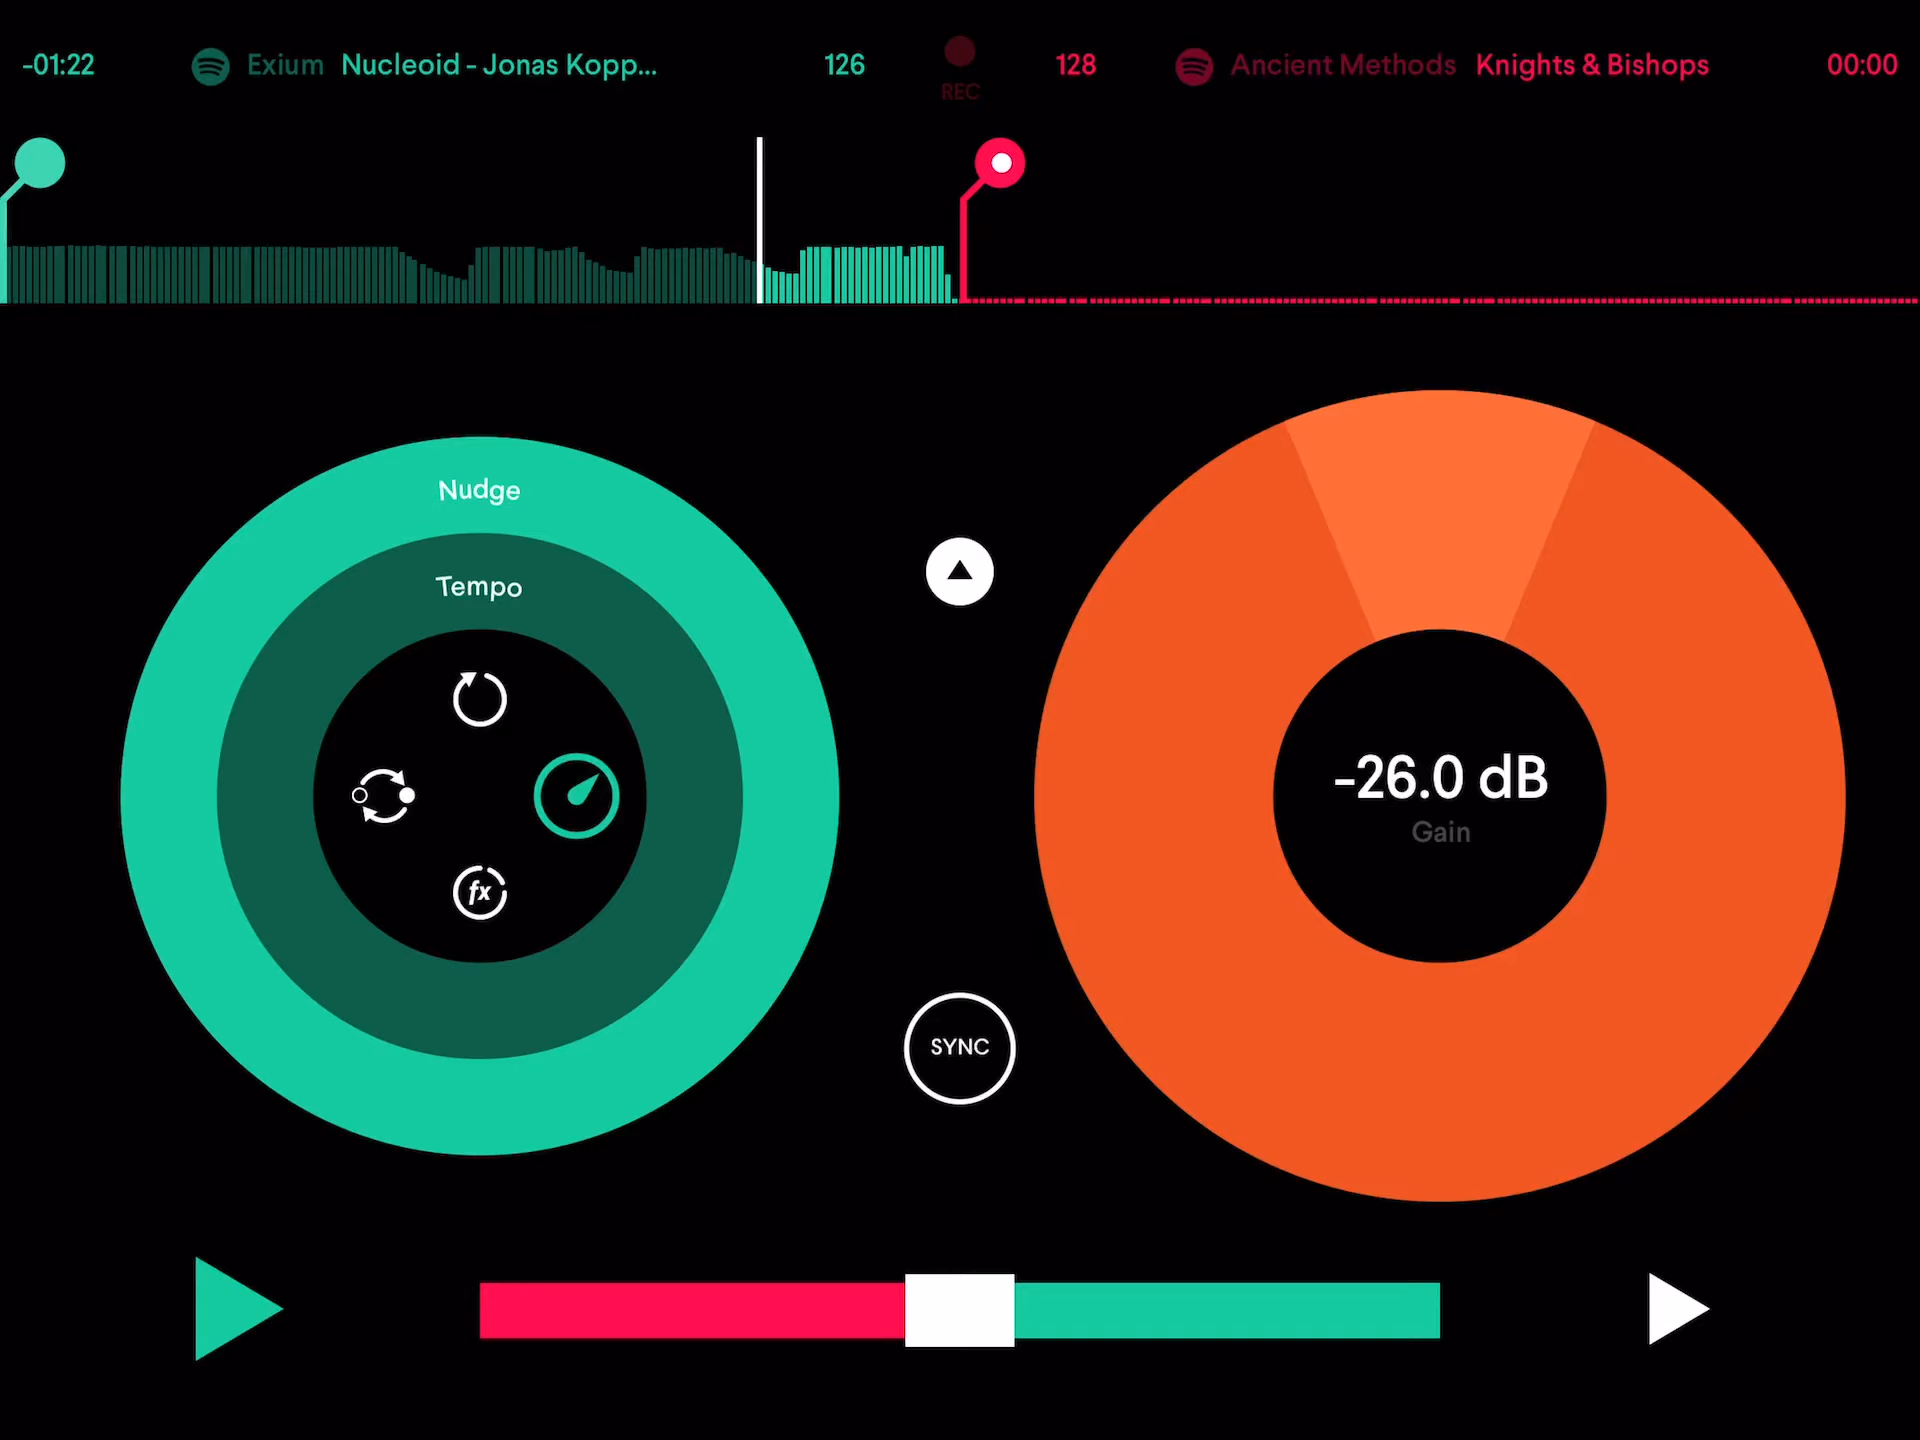 -01:22 Exium Nucleoid - Jonas Kopp... 126 REC 128 Ancient Methods Knights & Bishops 00:00
Nudge
Tempo
fx
-26.0 dB
Gain
SYNC